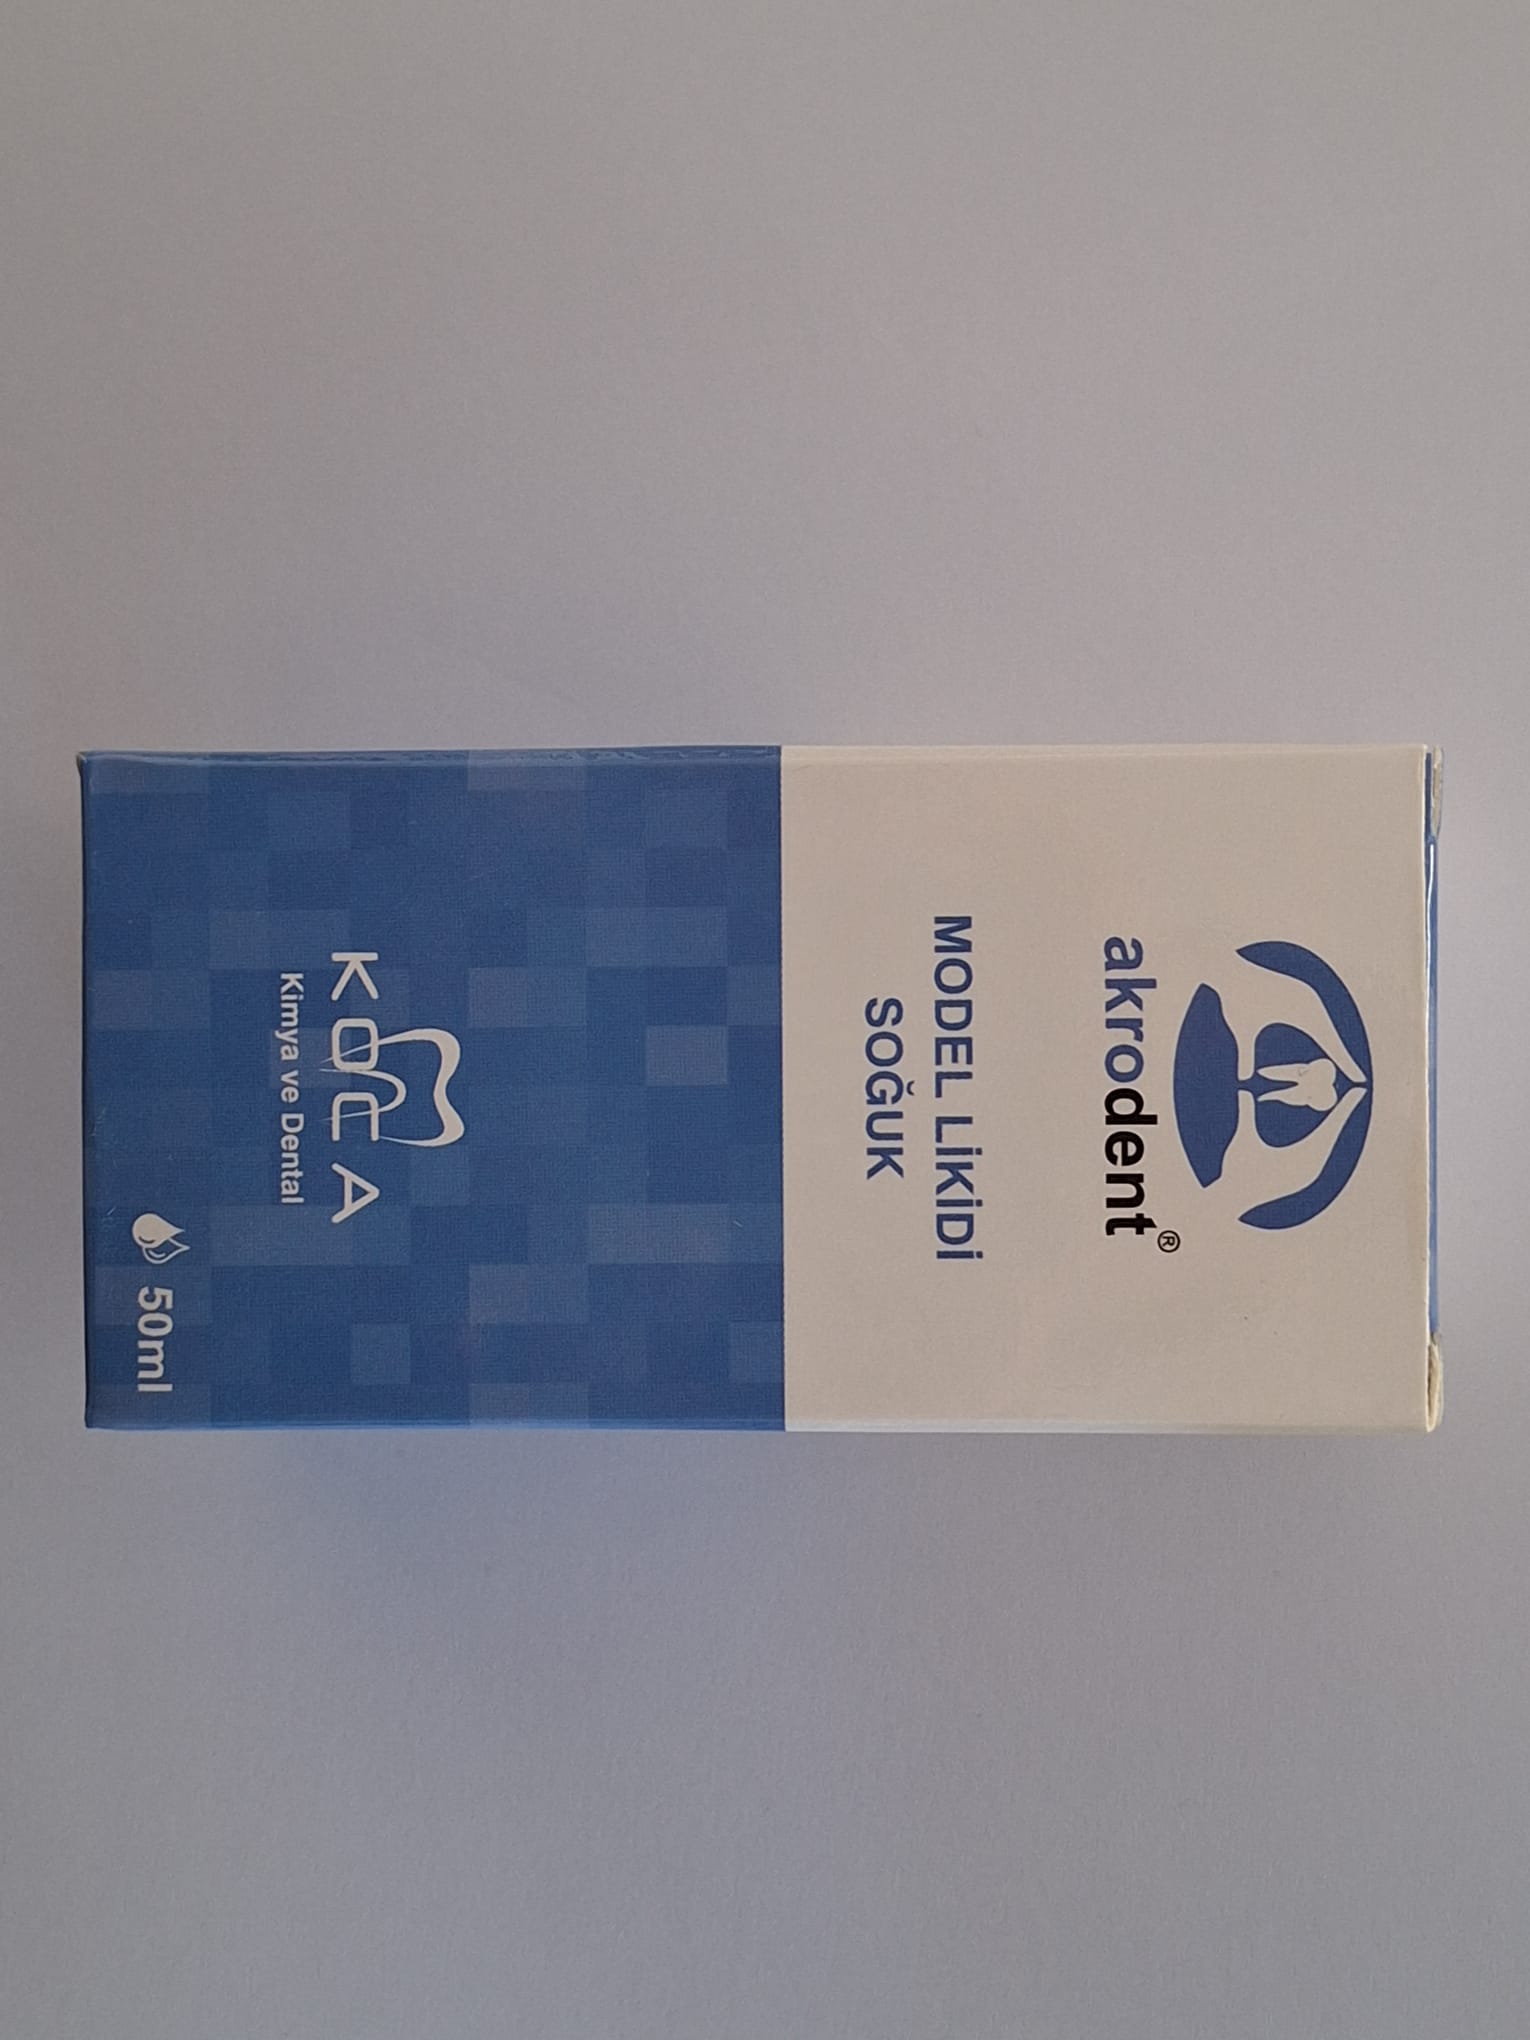 akrodent®
MODEL LİKİDİ
SOĞUK
KOCA
Kimya ve Dental
50ml